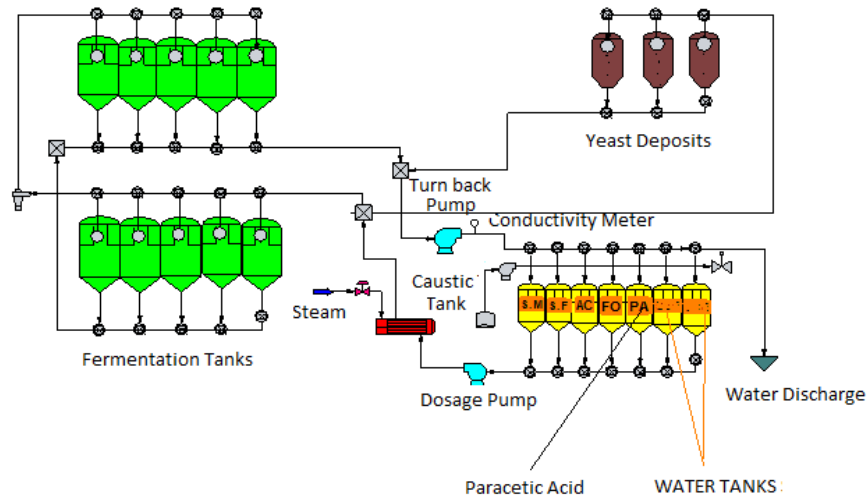 Yeast Deposits
Turn back
Pump
Conductivity Meter
Caustic
Tank
Steam
S.M
S.F
AC
FO
PA
Fermentation Tanks
Dosage Pump
Water Discharge
Paracetic Acid
WATER TANKS